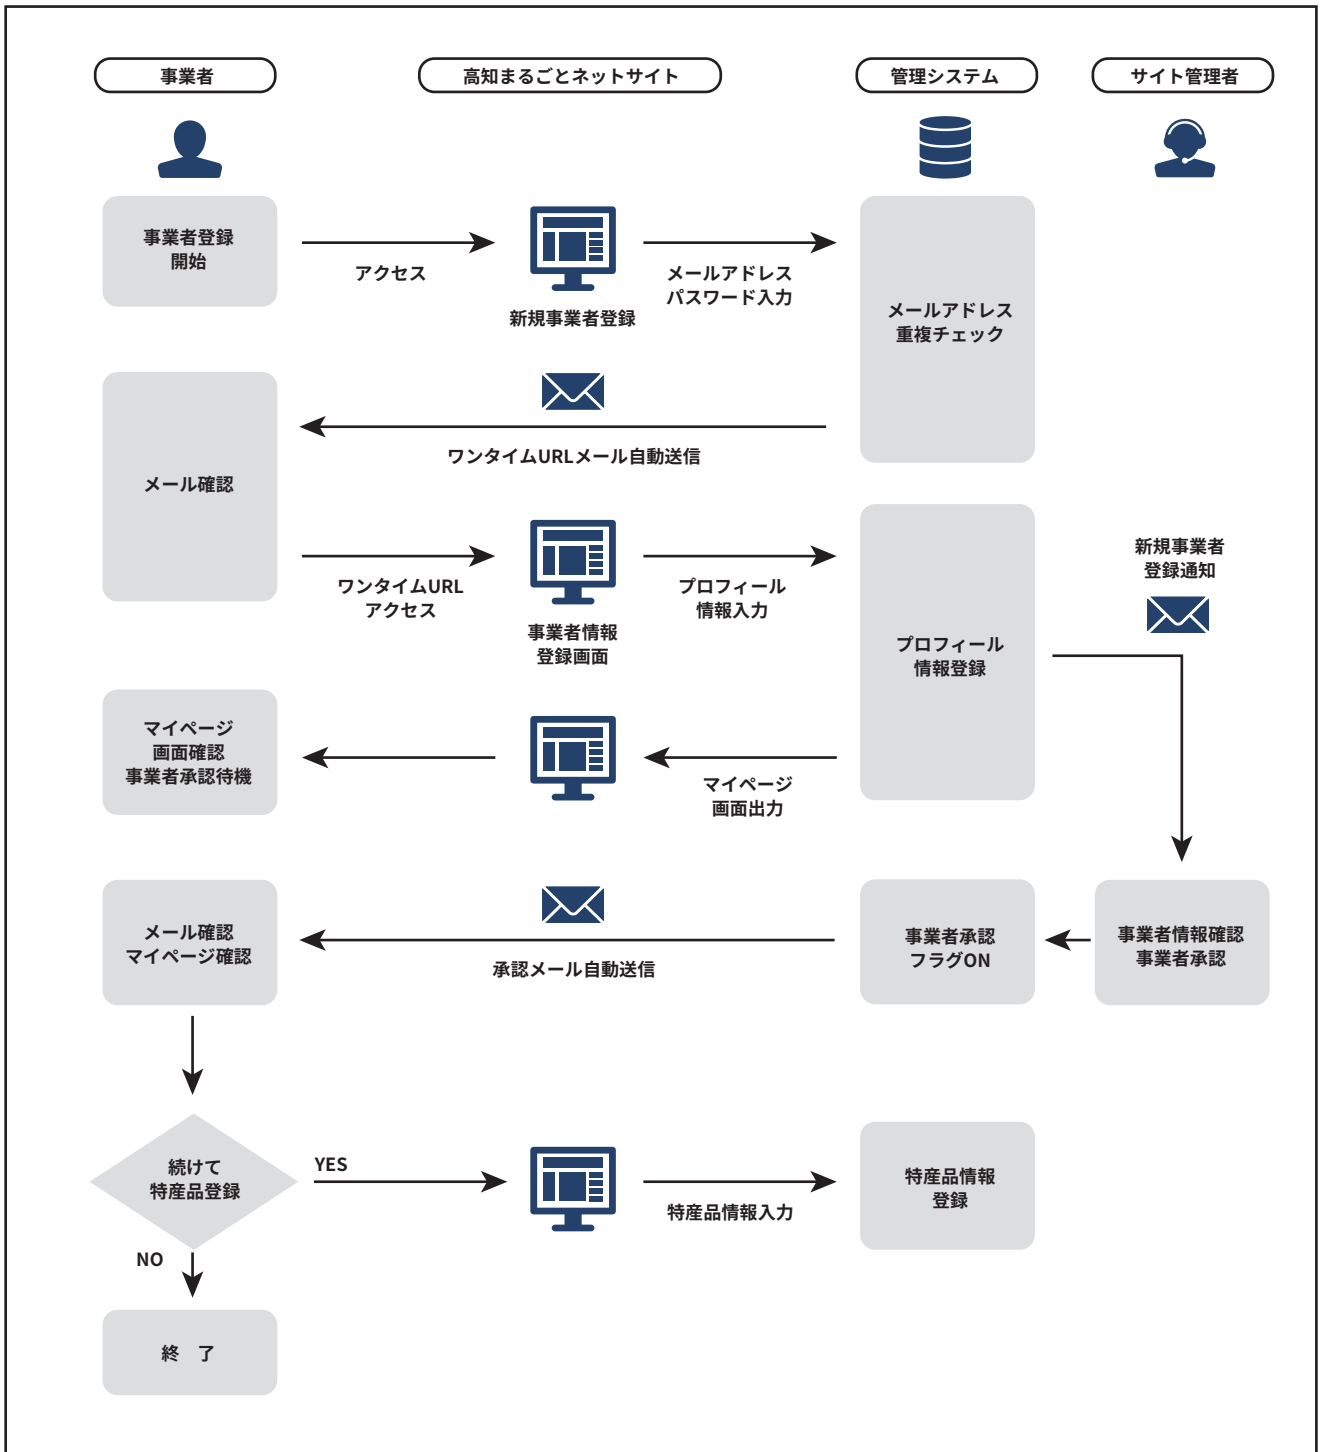 事業者
高知まるごとネットサイト
管理システム
サイト管理者
事業者登録
開始
アクセス
新規事業者登録
メールアドレス
パスワード入力
メールアドレス
重複チェック
ワンタイムURLメール自動送信
メール確認
ワンタイムURL
アクセス
事業者情報
登録画面
プロフィール
情報入力
プロフィール
情報登録
新規事業者
登録通知
マイページ
画面確認
事業者承認待機
マイページ
画面出力
メール確認
マイページ確認
承認メール自動送信
事業者承認
フラグON
事業者情報確認
事業者承認
続けて
特産品登録
YES
特産品情報入力
特産品情報
登録
NO
終　了